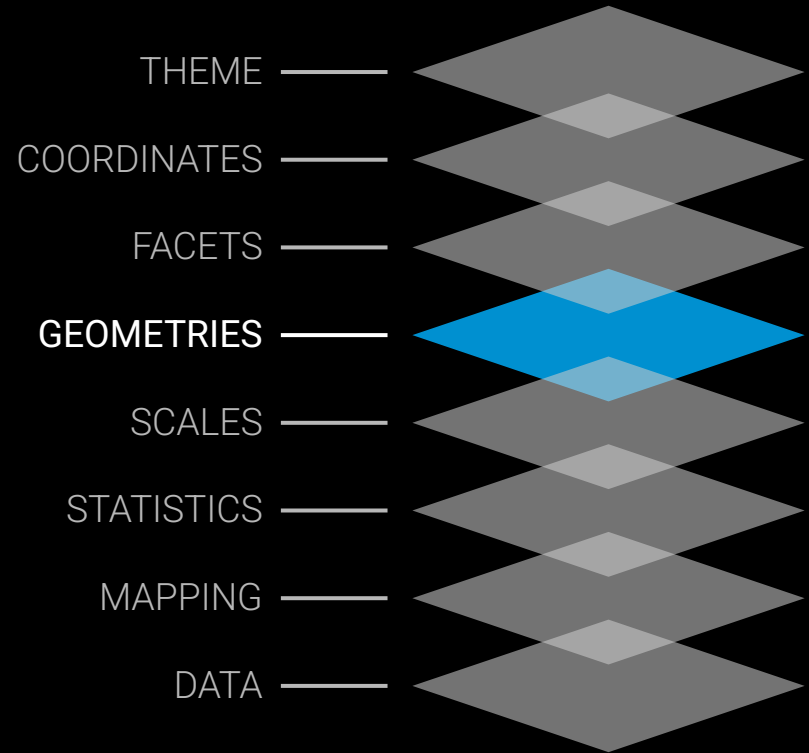 THEME
COORDINATES
FACETS
GEOMETRIES
SCALES
STATISTICS
MAPPING
DATA